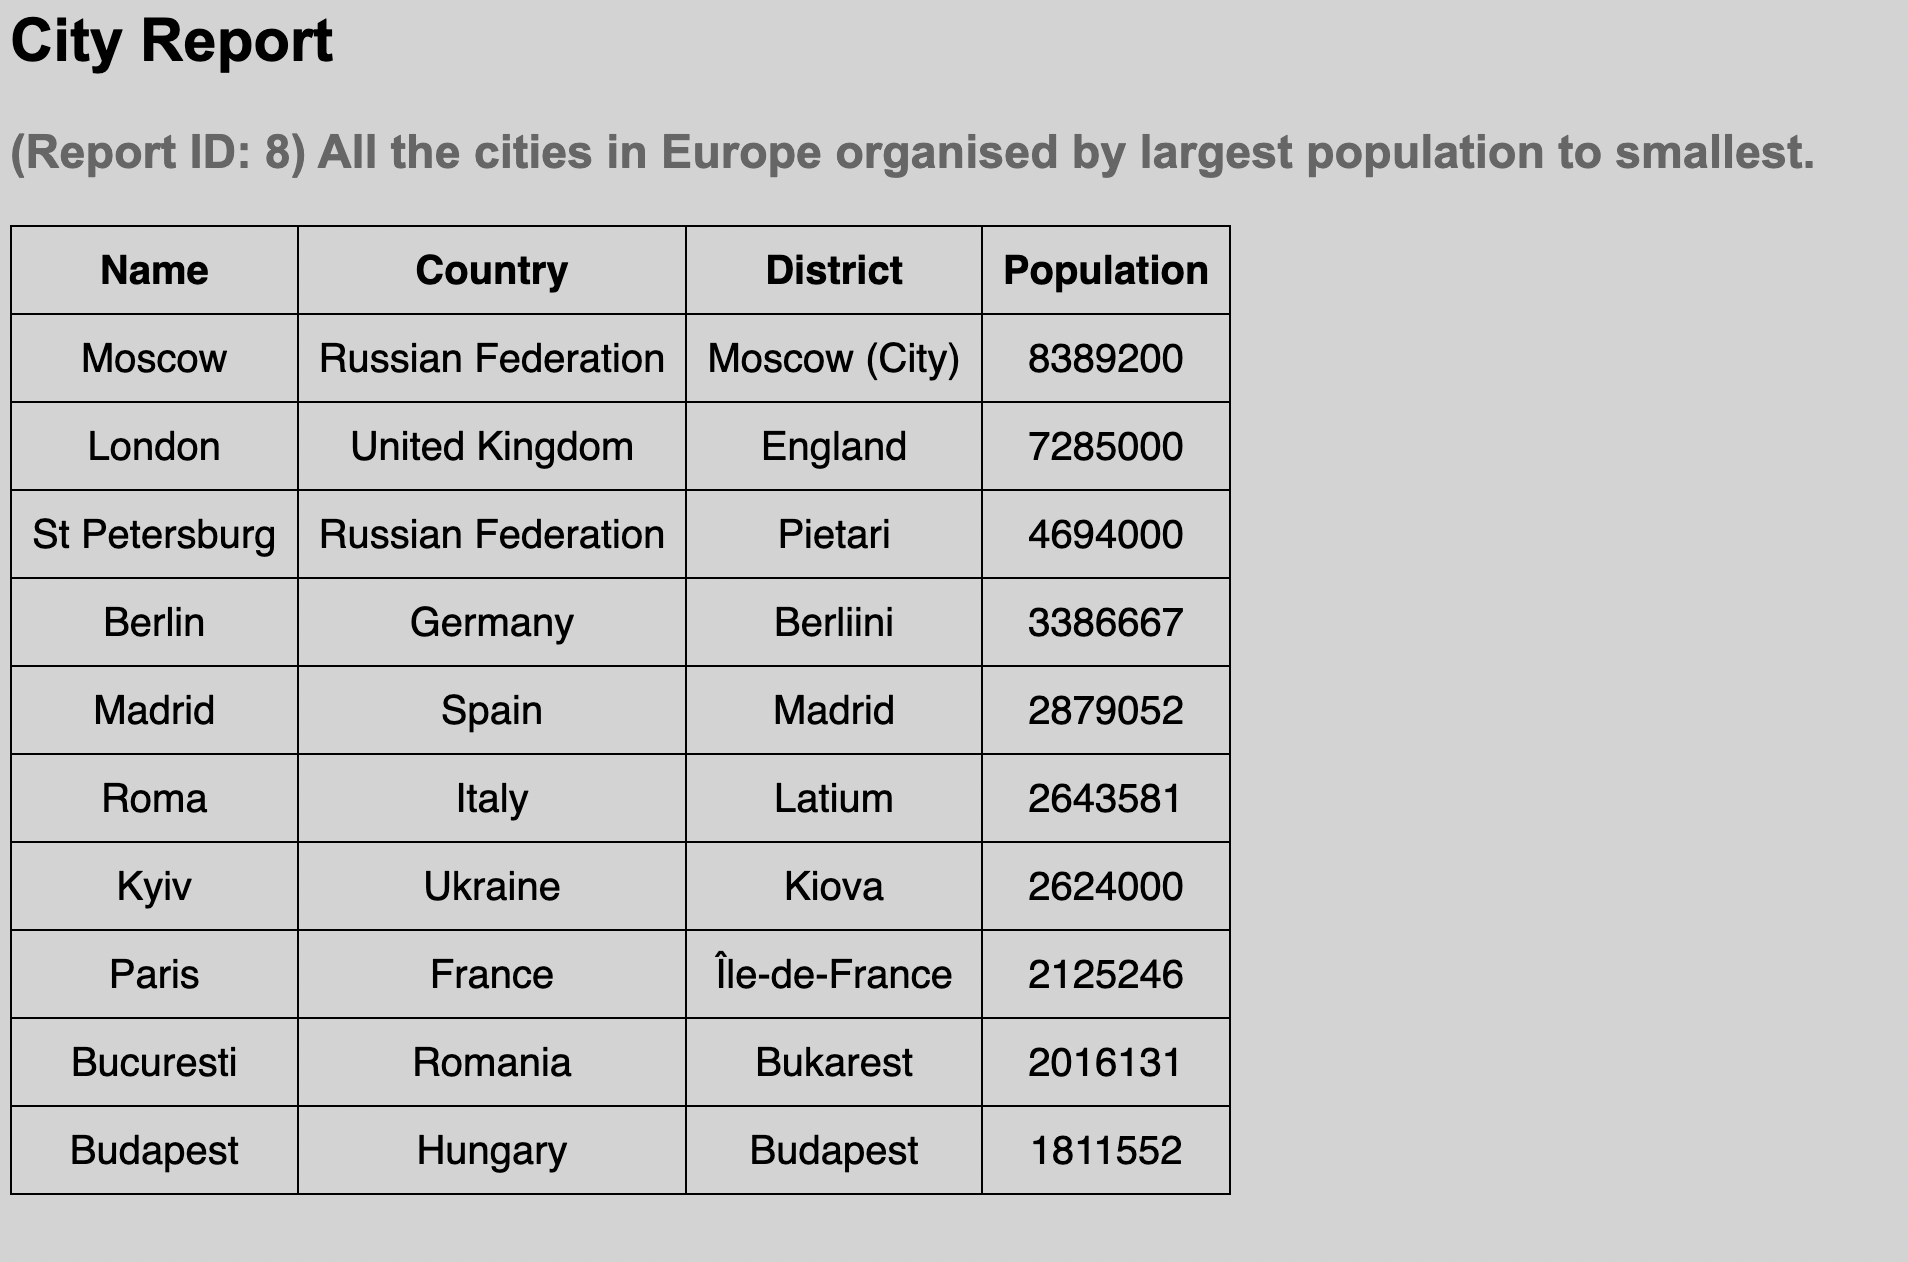 City Report
(Report ID: 8) All the cities in Europe organised by largest population to smallest.
Name Country District Population
Moscow Russian Federation Moscow (City) 8389200
London United Kingdom England 7285000
St Petersburg Russian Federation Pietari 4694000
Berlin Germany Berliini 3386667
Madrid Spain Madrid 2879052
Roma Italy Latium 2643581
Kyiv Ukraine Kiova 2624000
Paris France Île-de-France 2125246
Bucuresti Romania Bukarest 2016131
Budapest Hungary Budapest 1811552